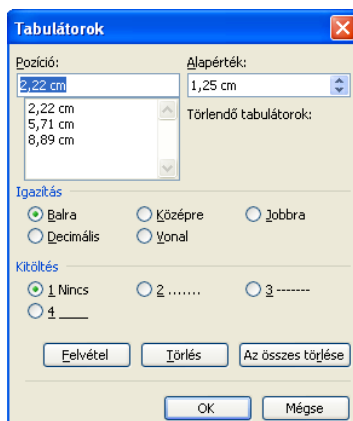 Tabulátorok
Pozíció: Alapérték:
2,22 cm 1,25 cm
2,22 cm Törlendő tabulátorok:
5,71 cm
8,89 cm
Igazítás
Balra Középre Jobbra
Decimális Vonal
Kitöltés
1 Nincs 2 ....... 3 -------
4 ____
Felvétel Törlés Az összes törlése
OK Mégse